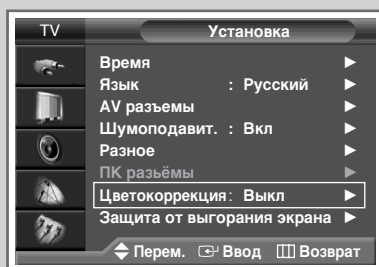 TV
Установка
Время
Язык : Русский
AV разъемы
Шумоподавит. : Вкл
Разное
ПК разьёмы
Цветокоррекция: Выкл
Защита от выгорания экрана
Перем. Ввод Возврат